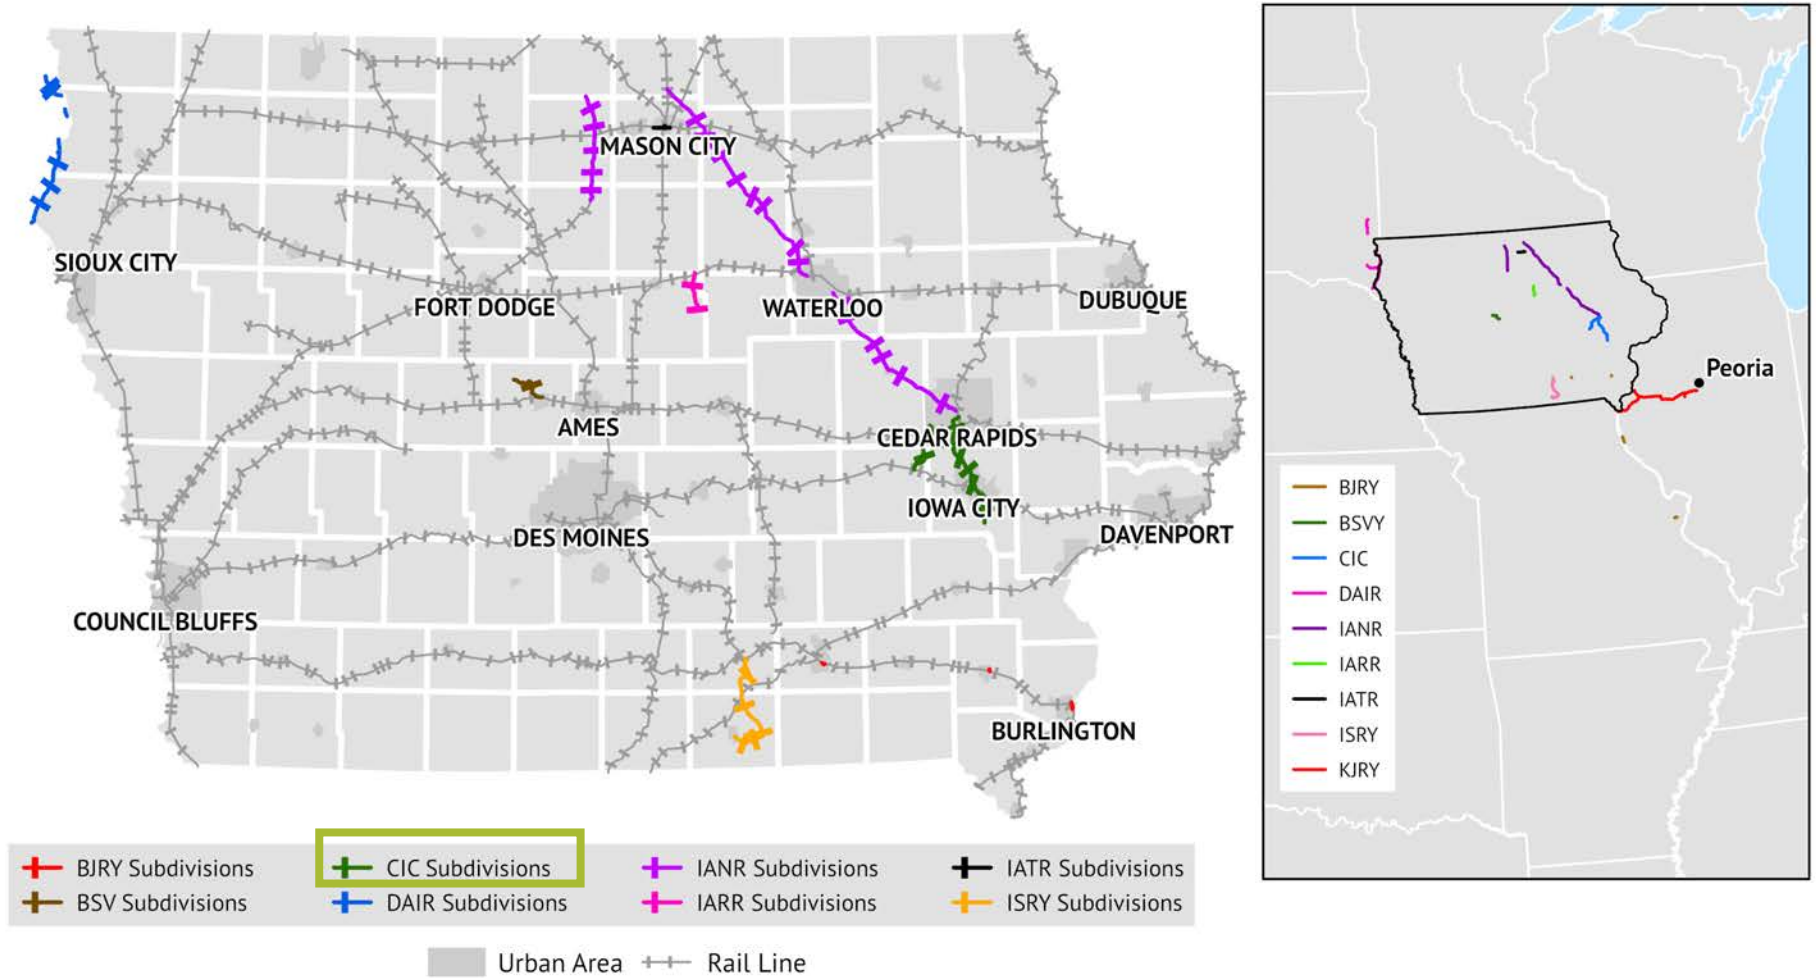 MASON CITY
SIOUX CITY
FORT DODGE
WATERLOO
DUBUQUE
AMES
CEDAR RAPIDS
IOWA CITY
DES MOINES
DAVENPORT
COUNCIL BLUFFS
BURLINGTON
BJRY Subdivisions
CIC Subdivisions
IANR Subdivisions
IATR Subdivisions
BSV Subdivisions
DAIR Subdivisions
IARR Subdivisions
ISRY Subdivisions
Urban Area
Rail Line
Peoria
BJRY
BSVY
CIC
DAIR
IANR
IARR
IATR
ISRY
KJRY